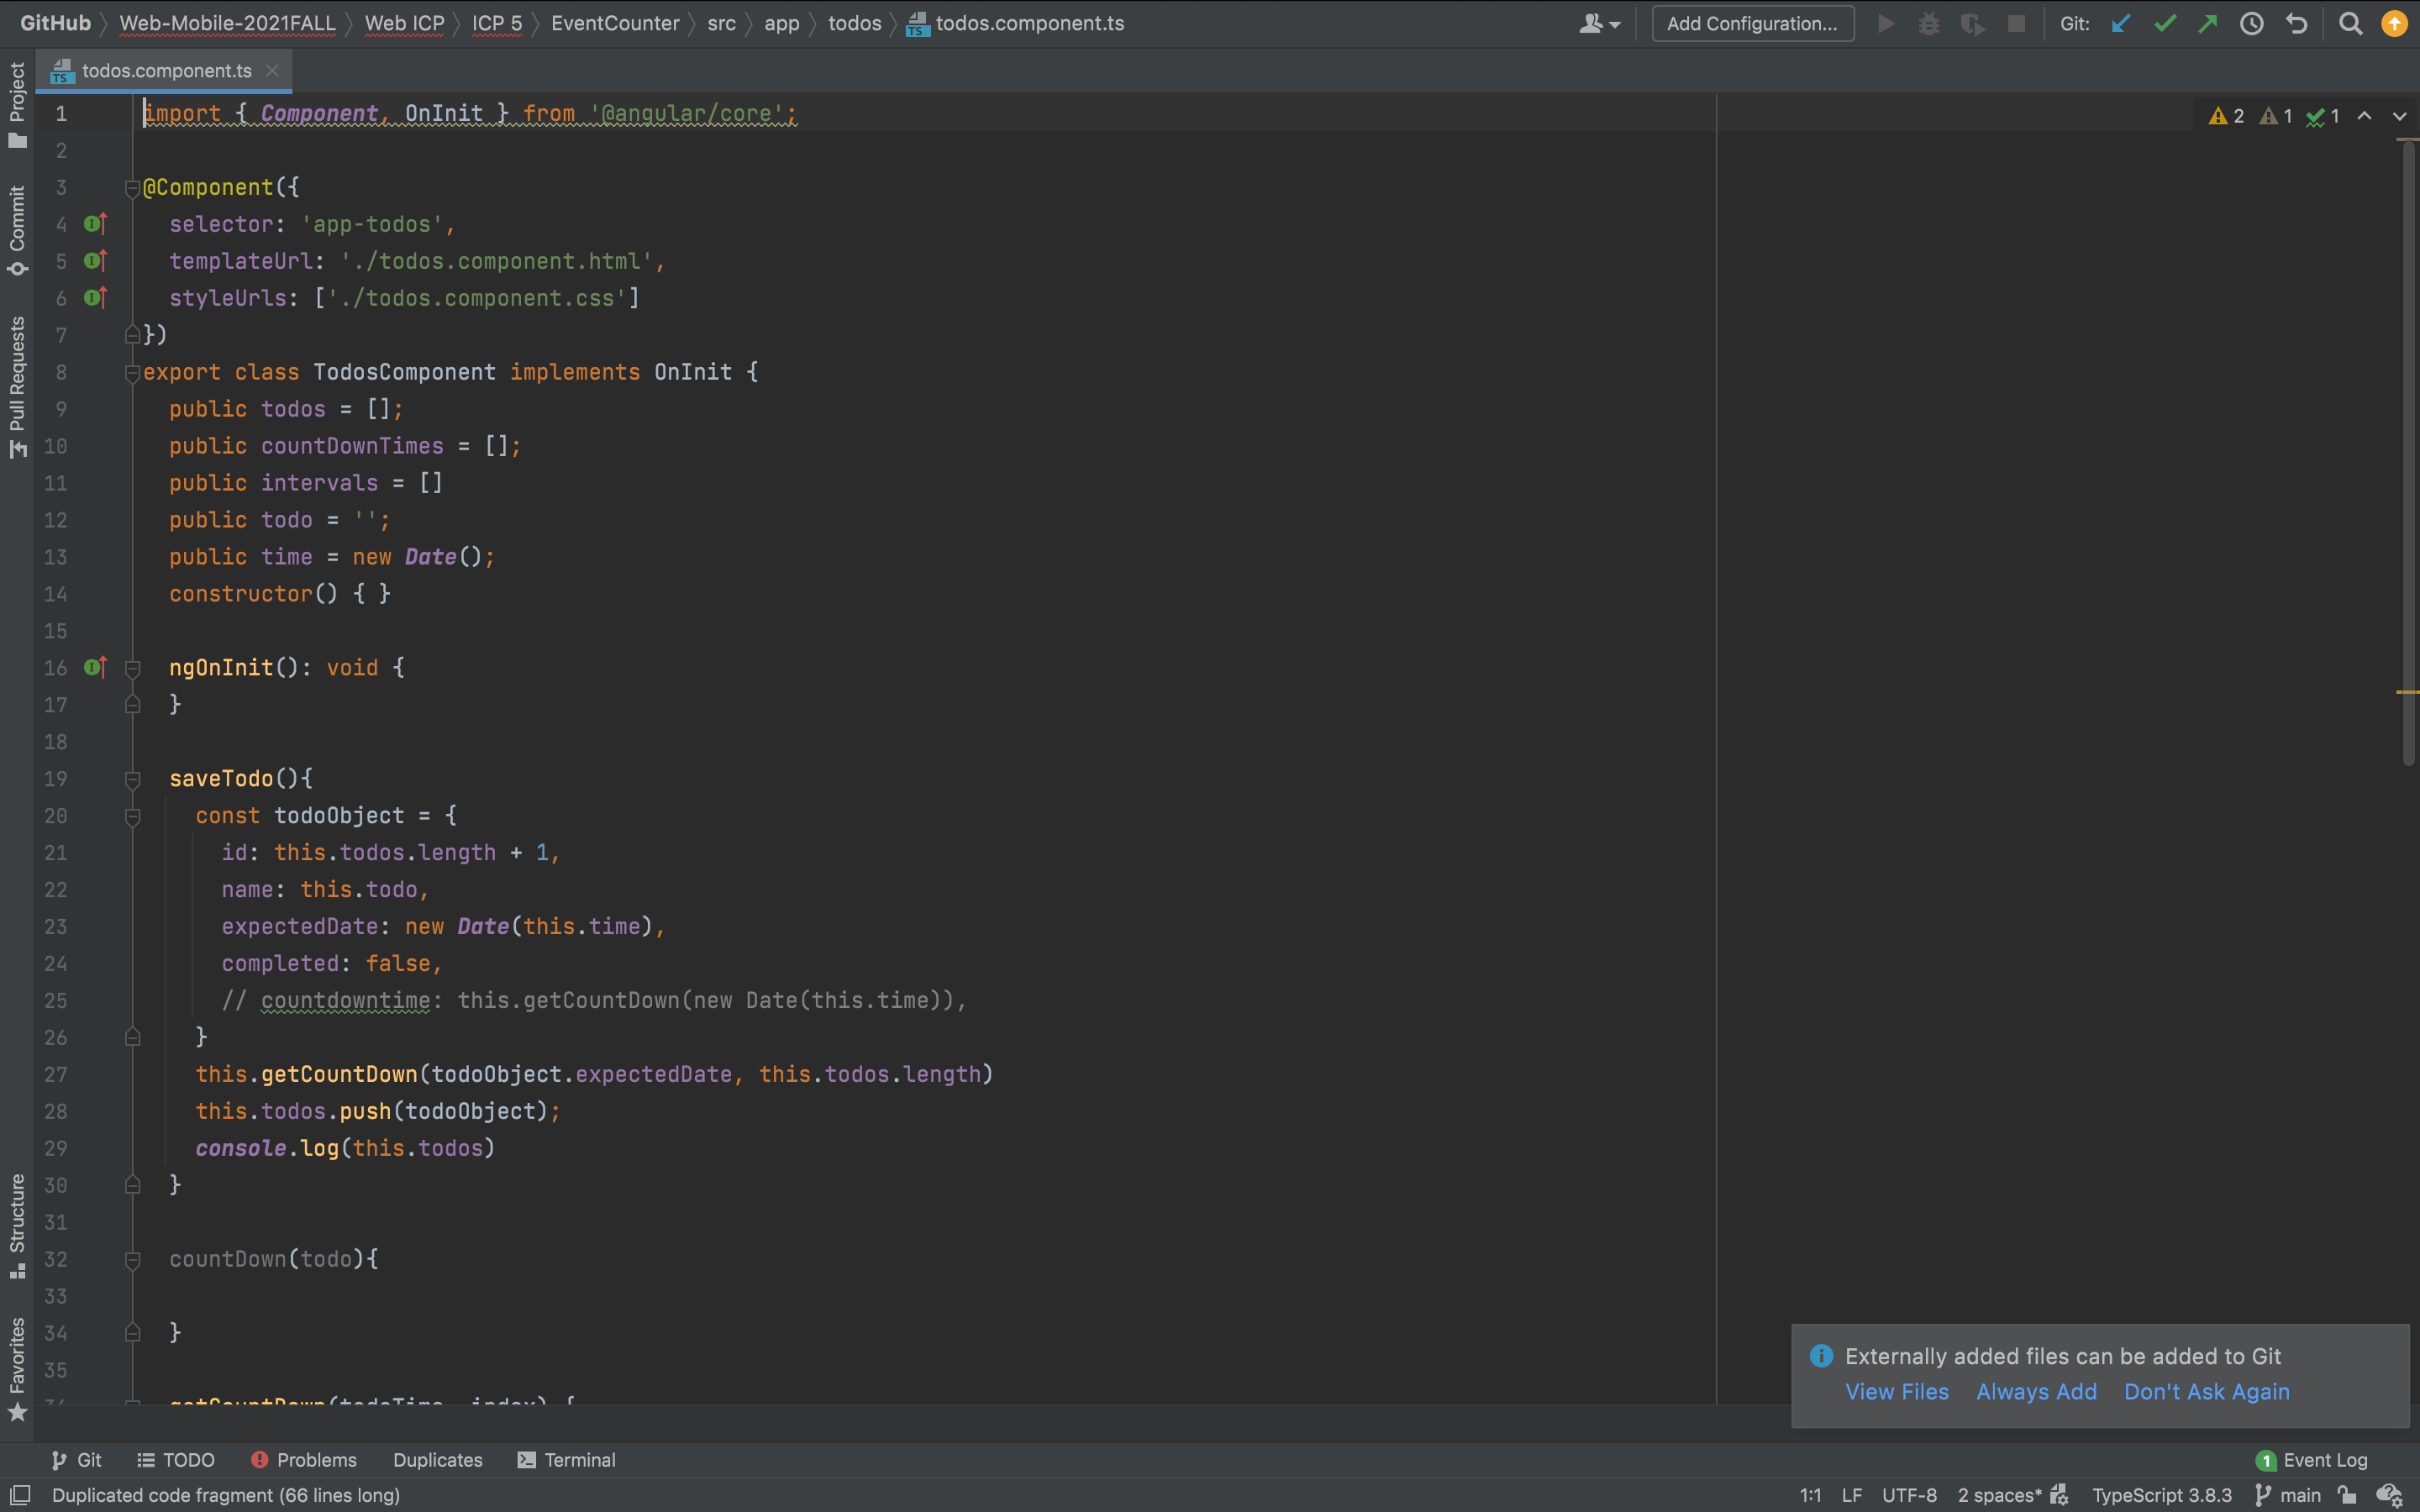 GitHub Web-Mobile-2021FALL Web ICP ICP 5 EventCounter src app todos todos.component.ts Add Configuration... Git:
todos.component.ts
Project
Commit
Pull Requests
Structure
Favorites
1 import { Component, OnInit } from '@angular/core';
2 1 1
2
3 @Component({
4 selector: 'app-todos',
5 templateUrl: './todos.component.html',
6 styleUrls: ['./todos.component.css']
7 })
8 export class TodosComponent implements OnInit {
9 public todos = [];
10 public countDownTimes = [];
11 public intervals = []
12 public todo = '';
13 public time = new Date();
14 constructor() { }
15
16 ngOnInit(): void {
17 }
18
19 saveTodo(){
20 const todoObject = {
21 id: this.todos.length + 1,
22 name: this.todo,
23 expectedDate: new Date(this.time),
24 completed: false,
25 // countdowntime: this.getCountDown(new Date(this.time)),
26 }
27 this.getCountDown(todoObject.expectedDate, this.todos.length)
28 this.todos.push(todoObject);
29 console.log(this.todos)
30 }
31
32 countDown(todo){
33
34 }
35
36 getCountDown(todoTime, index) {
Externally added files can be added to Git
View Files Always Add Don't Ask Again
Git TODO Problems Duplicates Terminal 1 Event Log
Duplicated code fragment (66 lines long) 1:1 LF UTF-8 2 spaces* TypeScript 3.8.3 main